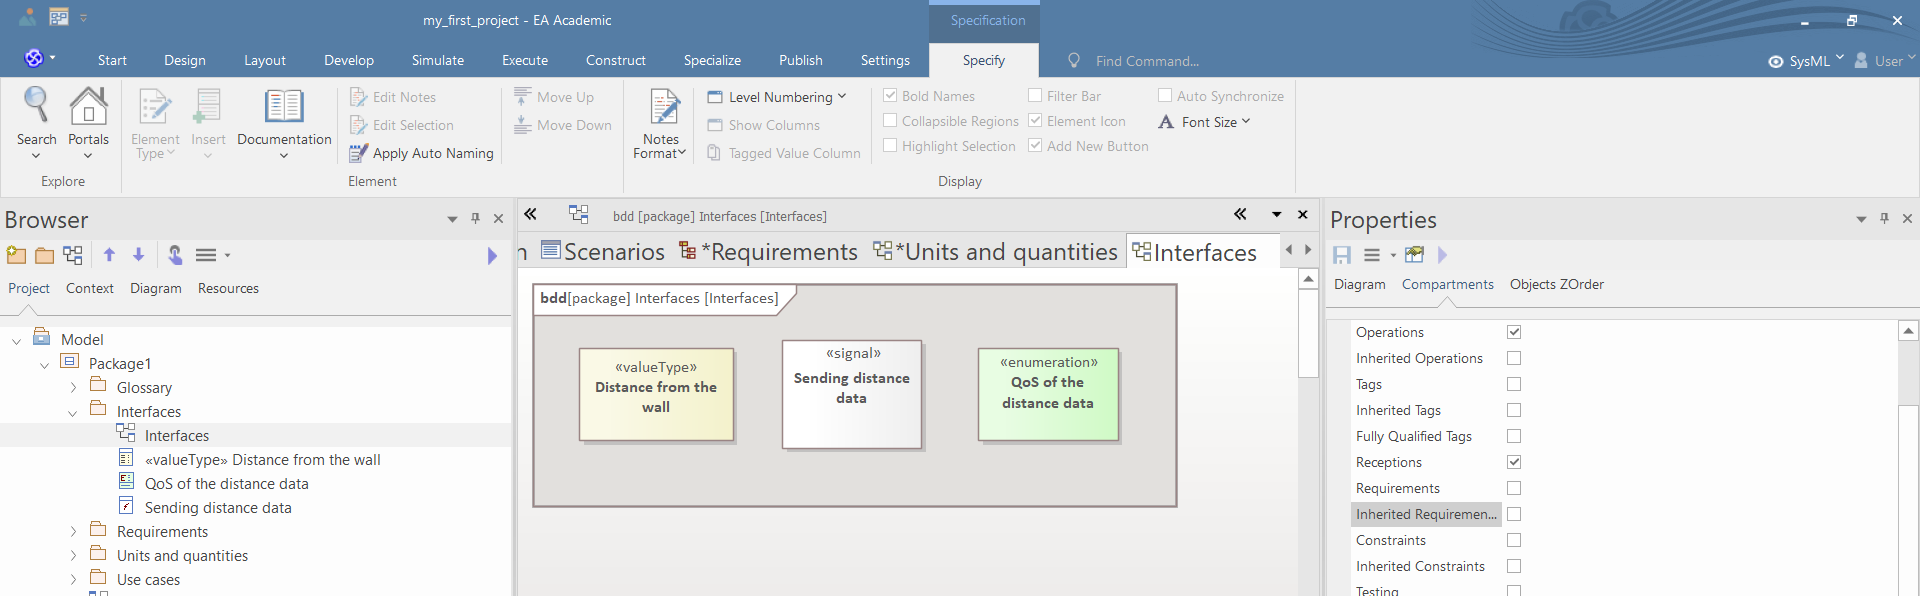 my_first_project - EA Academic
Specification
Start Design Layout Develop Simulate Execute Construct Specialize Publish Settings Specify Find Command... SysML User
Search
Portals
Explore
Element
Type
Insert
Documentation
Edit Notes
Edit Selection
Apply Auto Naming
Move Up
Move Down
Element
Notes
Format
Level Numbering
Show Columns
Tagged Value Column
Bold Names
Collapsible Regions
Highlight Selection
Filter Bar
Element Icon
Add New Button
Auto Synchronize
Font Size
Display
Browser
Project Context Diagram Resources
Model
Package1
Glossary
Interfaces
Interfaces
«valueType» Distance from the wall
QoS of the distance data
Sending distance data
Requirements
Units and quantities
Use cases
bdd [package] Interfaces [Interfaces]
n Scenarios *Requirements *Units and quantities Interfaces
bdd[package] Interfaces [Interfaces]
«valueType»
Distance from the
wall
«signal»
Sending distance
data
«enumeration»
QoS of the
distance data
Properties
Diagram Compartments Objects ZOrder
Operations
Inherited Operations
Tags
Inherited Tags
Fully Qualified Tags
Receptions
Requirements
Inherited Requiremen...
Constraints
Inherited Constraints
Testing